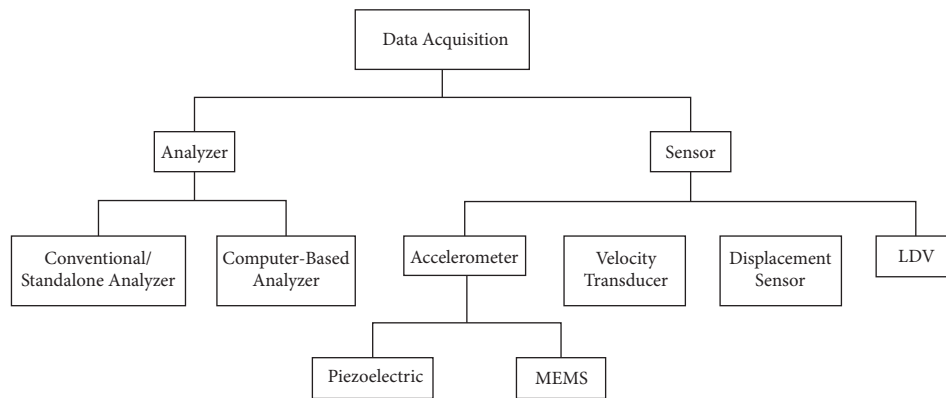 Data Acquisition
Analyzer
Sensor
Conventional/
Standalone Analyzer
Computer-Based
Analyzer
Accelerometer
Velocity
Transducer
Displacement
Sensor
LDV
Piezoelectric
MEMS